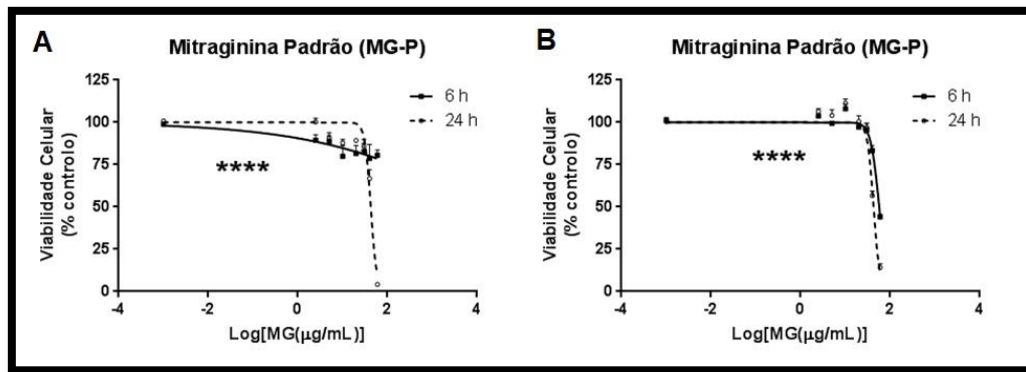 A
Mitraginina Padrão (MG-P)
125
100
75
50
25
0
Viabilidade Celular
(% controlo)
6 h
24 h
****
-4
-2
0
2
4
Log[MG(µg/mL)]
B
Mitraginina Padrão (MG-P)
125
100
75
50
25
0
Viabilidade Celular
(% controlo)
6 h
24 h
****
-4
-2
0
2
4
Log[MG(µg/mL)]